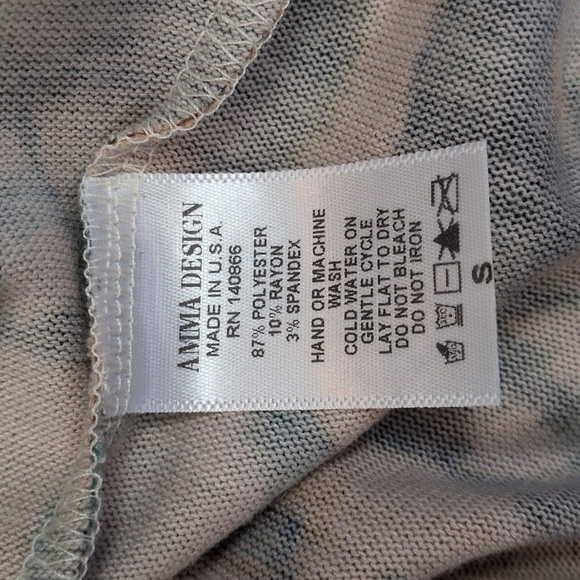 AMMA DESIGN
MADE IN U.S.A.
RN 140866
87% POLYESTER
10% RAYON
3% SPANDEX
HAND OR MACHINE
WASH
COLD WATER ON
GENTLE CYCLE
LAY FLAT TO DRY
DO NOT BLEACH
DO NOT IRON
S